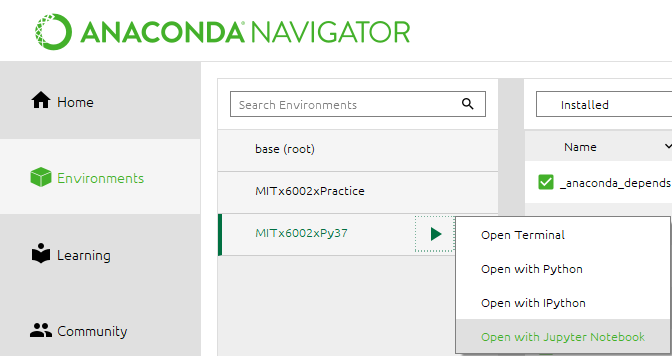 ANACONDA NAVIGATOR
Home
Environments
Learning
Community
Search Environments
base (root)
MITx6002xPractice
MITx6002xPy37
Installed
Name
_anaconda_depends
Open Terminal
Open with Python
Open with IPython
Open with Jupyter Notebook